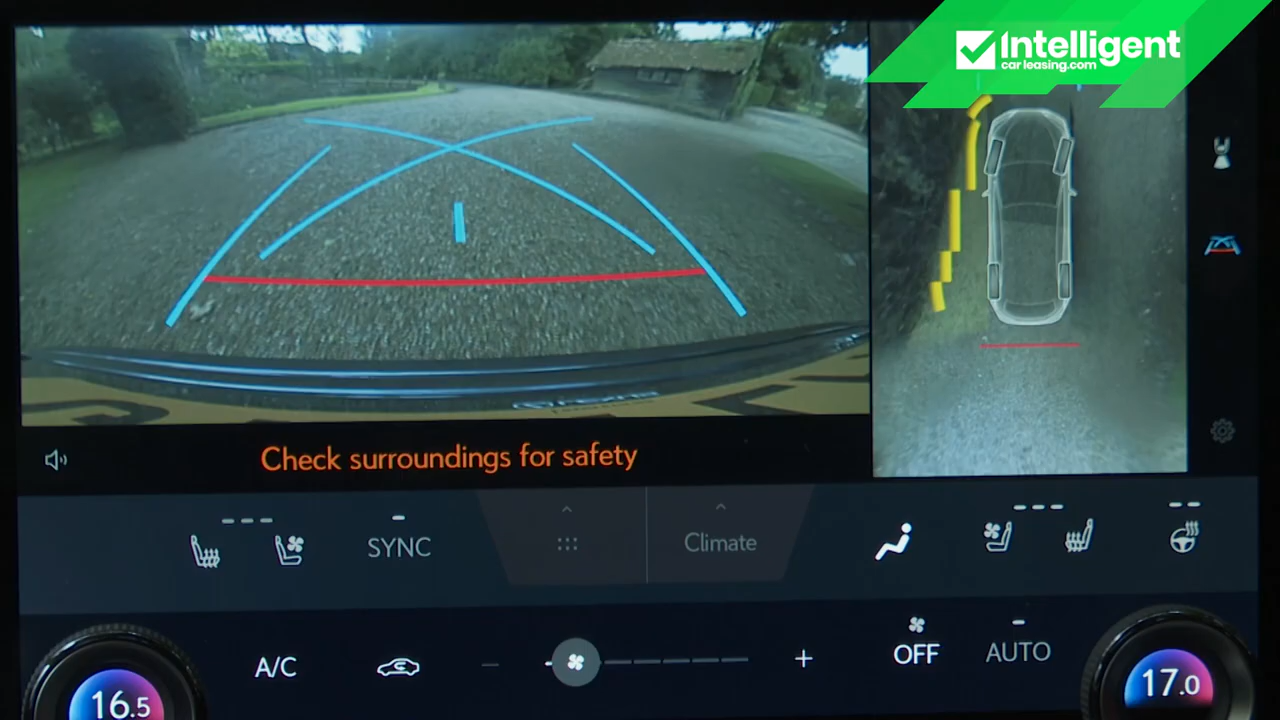 Intelligent
carleasing.com
Check surroundings for safety
SYNC
Climate
A/C
OFF
AUTO
16.5
17.0